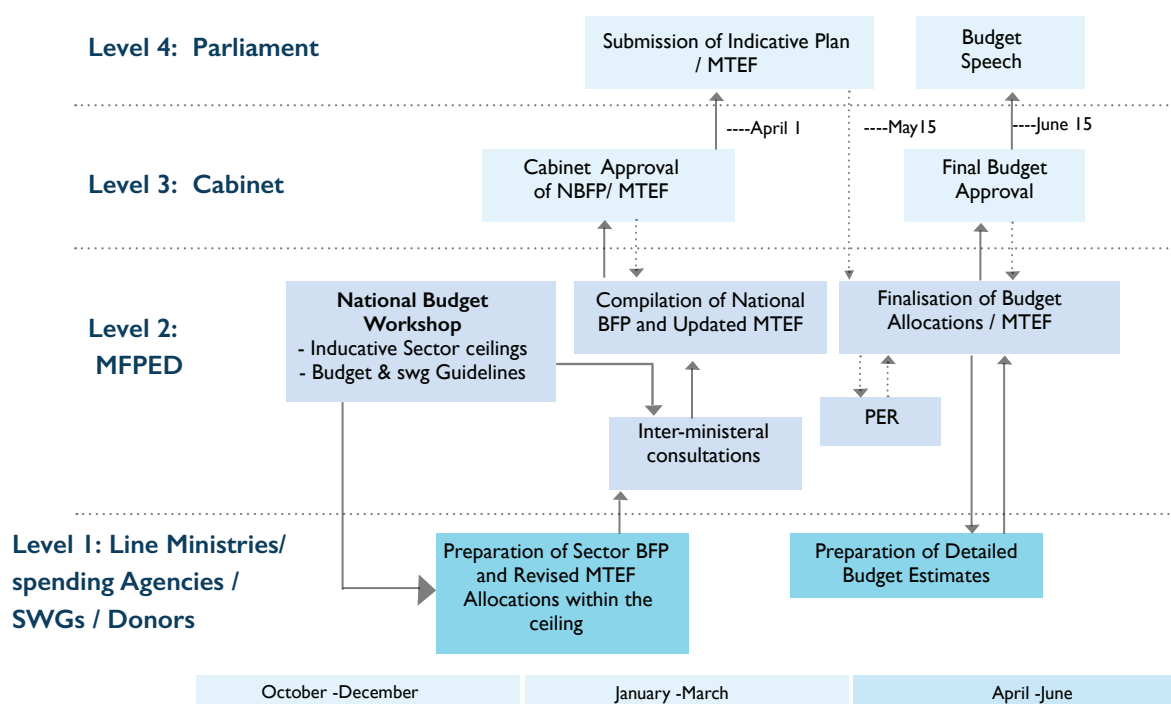 Level 4:  Parliament
Submission of Indicative Plan
/ MTEF
Budget
Speech
----April 1
----May15
----June 15
Level 3:  Cabinet
Cabinet  Approval
of NBFP/ MTEF
Final Budget
Approval
Level 2:
MFPED
National Budget
Workshop
- Inducative Sector ceilings
- Budget & swg Guidelines
Compilation of National
BFP and Updated MTEF
Finalisation of Budget
Allocations / MTEF
Inter-ministeral
consultations
PER
Level 1: Line Ministries/
spending Agencies /
SWGs / Donors
Preparation of Sector BFP
and Revised MTEF
Allocations within the
ceiling
Preparation of Detailed
Budget Estimates
October -December
January -March
April -June